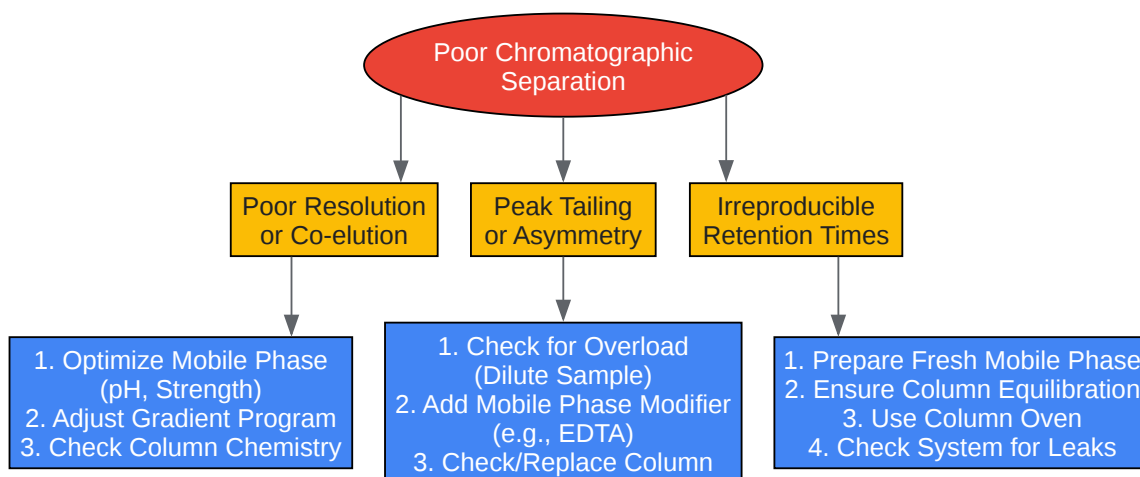 Poor Chromatographic
Separation
Poor Resolution
or Co-elution
Peak Tailing
or Asymmetry
Irreproducible
Retention Times
1. Optimize Mobile Phase
(pH, Strength)
2. Adjust Gradient Program
3. Check Column Chemistry
1. Check for Overload
(Dilute Sample)
2. Add Mobile Phase Modifier
(e.g., EDTA)
3. Check/Replace Column
1. Prepare Fresh Mobile Phase
2. Ensure Column Equilibration
3. Use Column Oven
4. Check System for Leaks